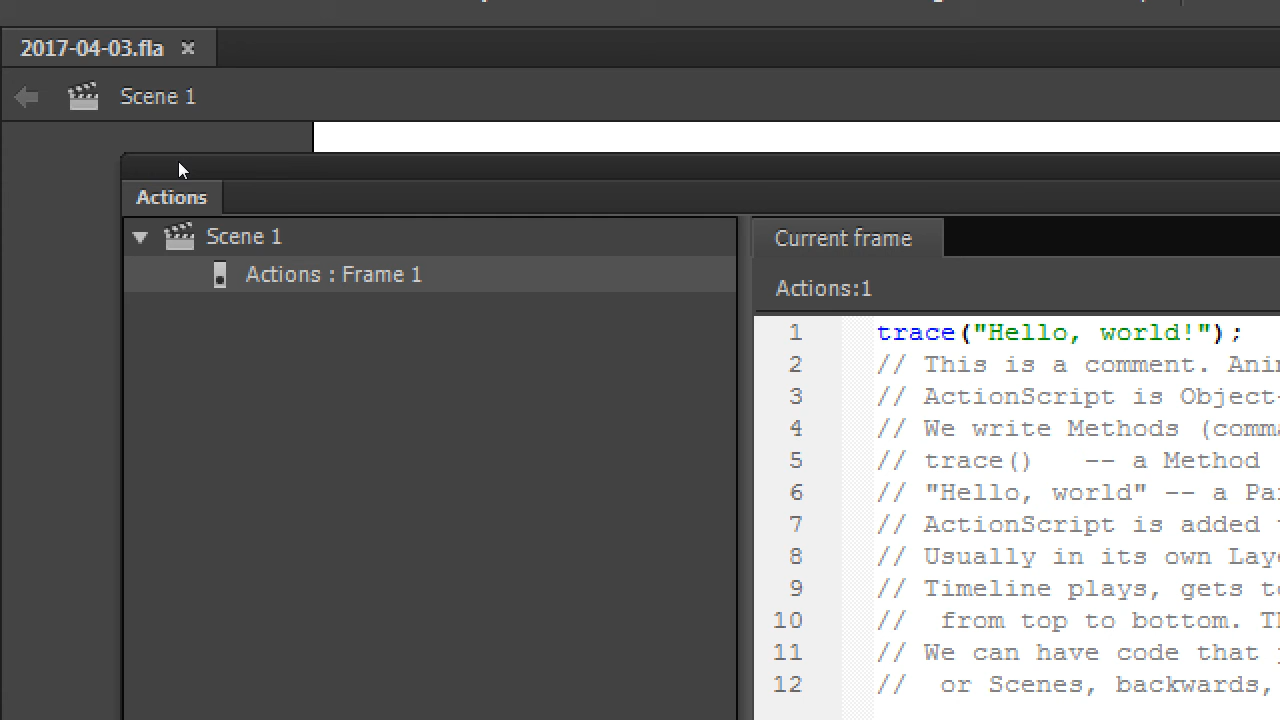 2017-04-03.fla
Scene 1
Actions
Scene 1
Actions : Frame 1
Current frame
Actions:1
1 trace("Hello, world!");
2 // This is a comment.
3 // ActionScript is Object-
4 // We write Methods
5 // trace() -- a Method
6 // "Hello, world" -- a
7 // ActionScript is added
8 // Usually in its own
9 // Timeline plays, gets
10 // from top to bottom.
11 // We can have code that
12 // or Scenes, backwards,